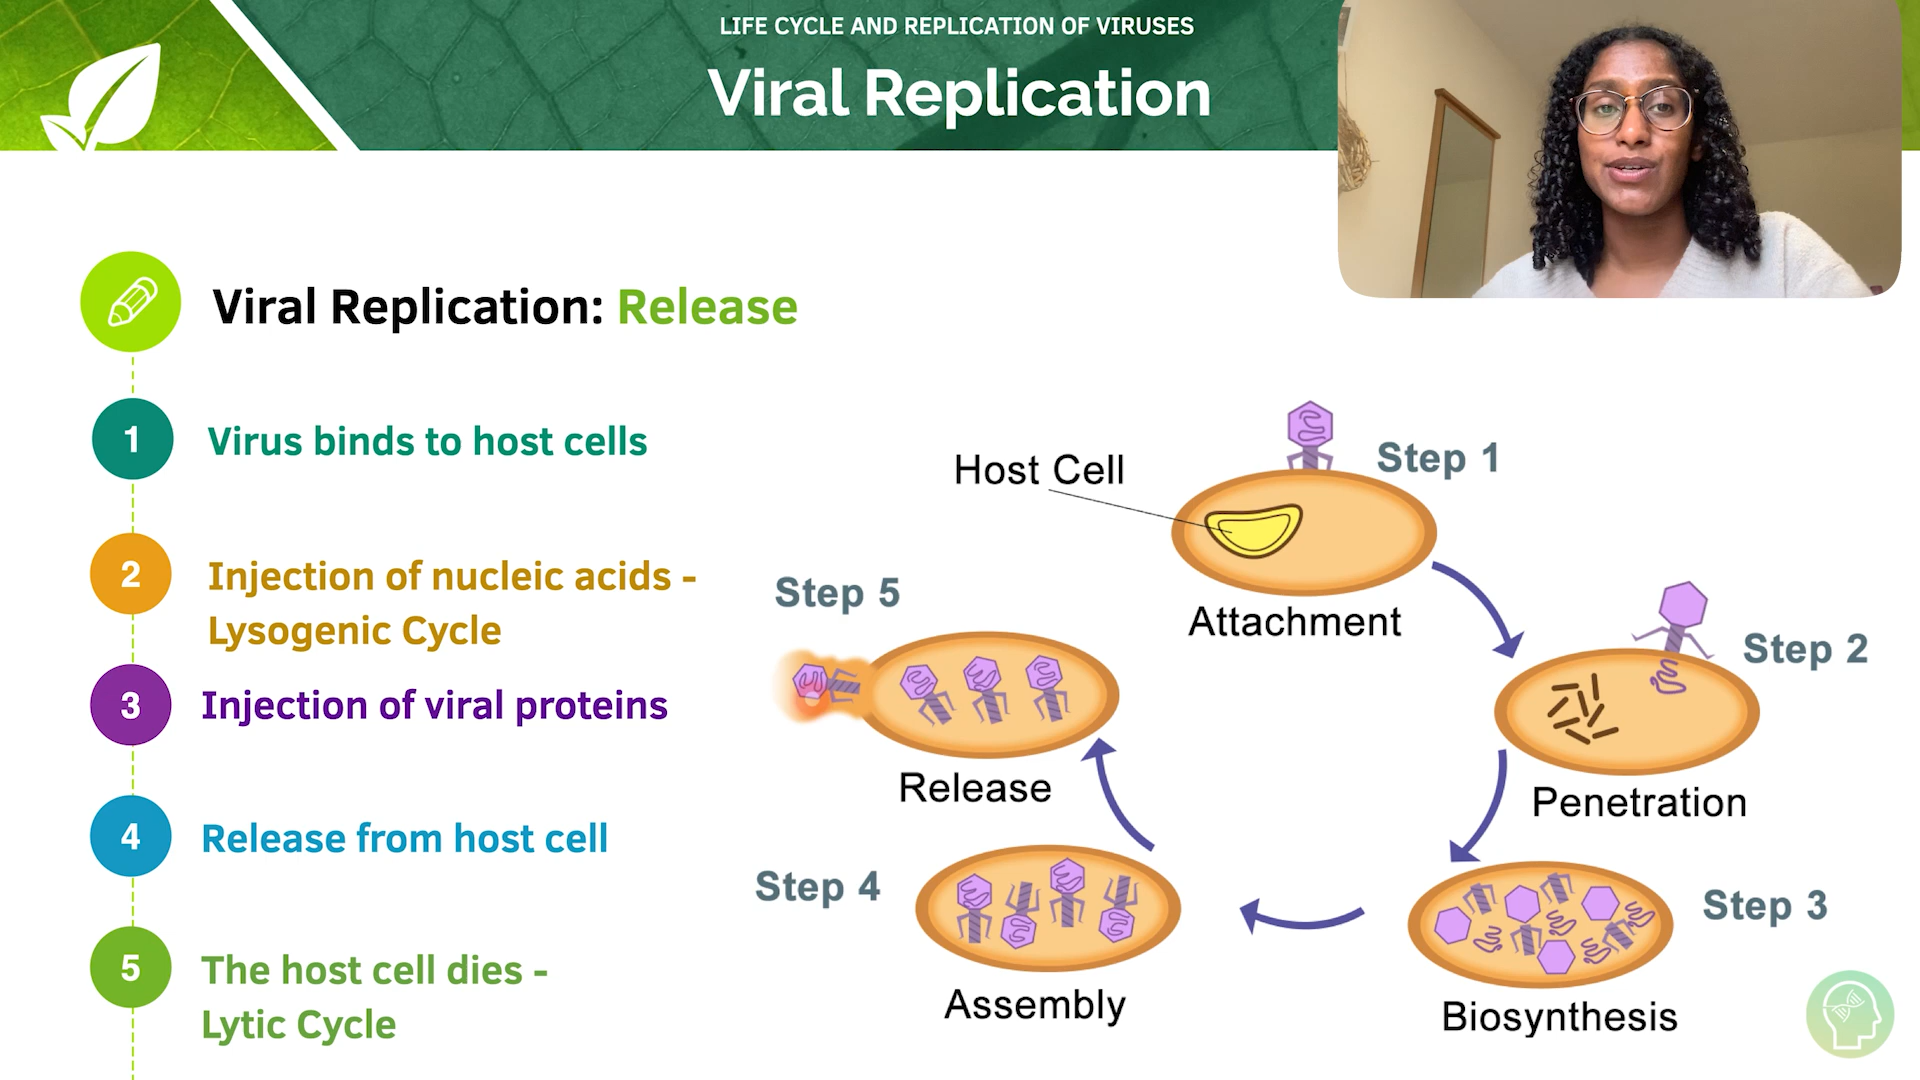 LIFE CYCLE AND REPLICATION OF VIRUSES
Viral Replication
Viral Replication: Release
1 Virus binds to host cells
2 Injection of nucleic acids -
Lysogenic Cycle
3 Injection of viral proteins
4 Release from host cell
5 The host cell dies -
Lytic Cycle
Host Cell
Step 1
Attachment
Step 2
Penetration
Step 3
Biosynthesis
Step 4
Assembly
Step 5
Release